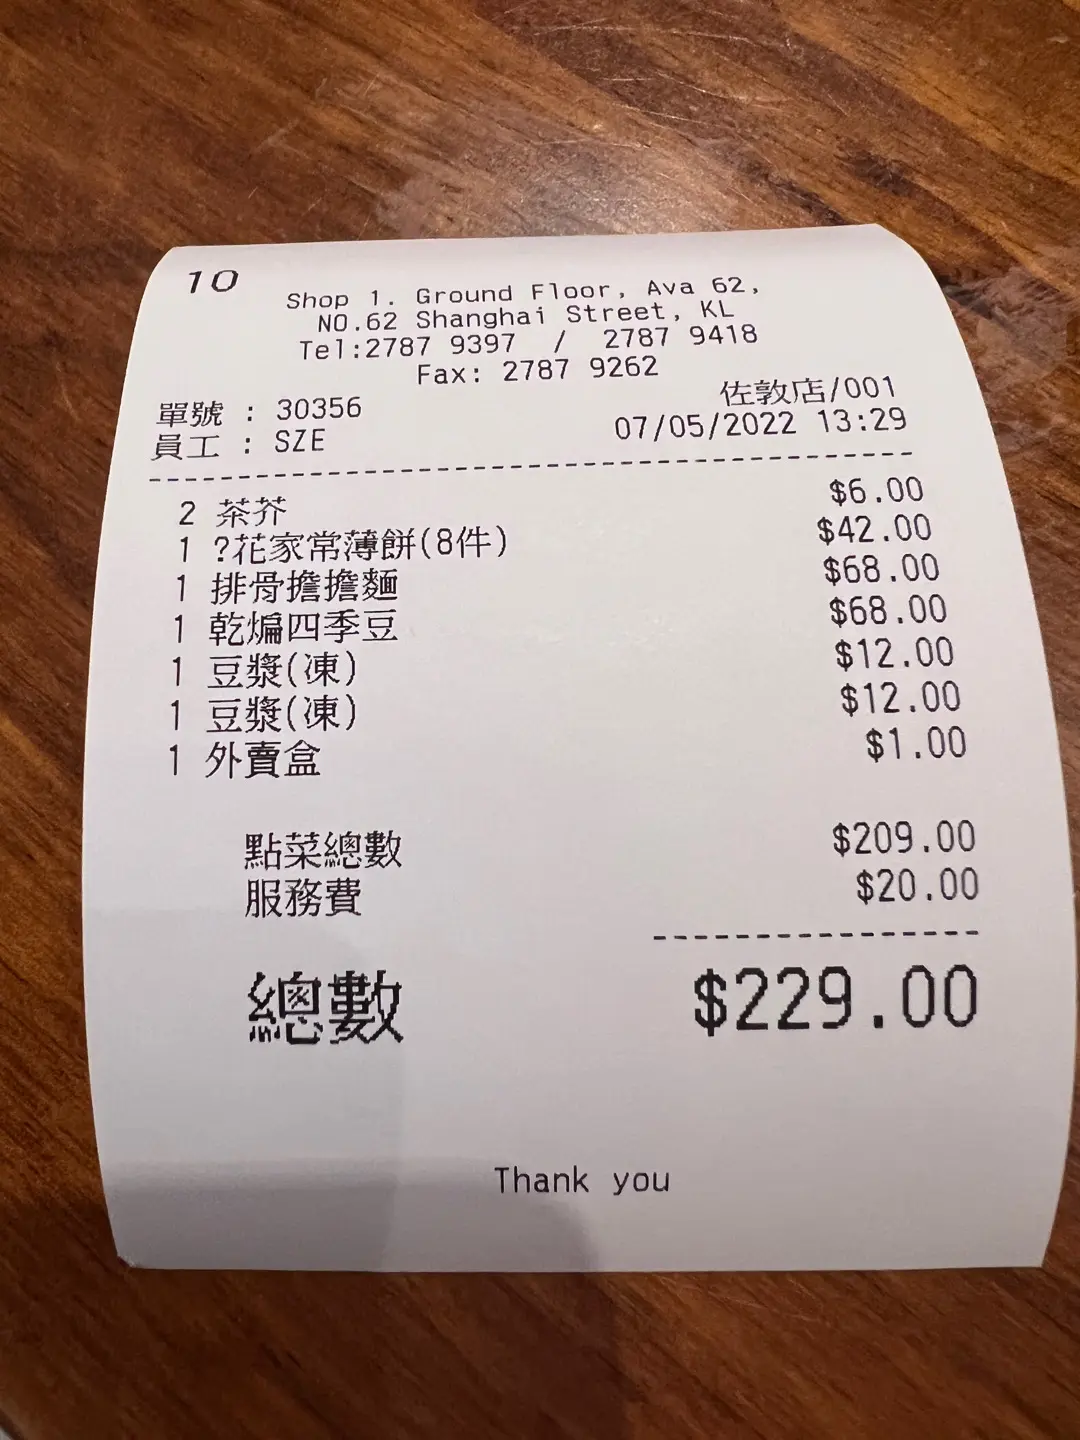 10
Shop 1. Ground Floor, Ava 62,
NO.62 Shanghai Street, KL
Tel:2787 9397 / 2787 9418
Fax: 2787 9262
佐敦店/001
單號 : 30356
07/05/2022 13:29
員工 : SZE
2 茶芥 $6.00
1 ?花家常薄餅(8件) $42.00
1 排骨擔擔麵 $68.00
1 乾煸四季豆 $68.00
1 豆漿(凍) $12.00
1 豆漿(凍) $12.00
1 外賣盒 $1.00
點菜總數 $209.00
服務費 $20.00
總數 $229.00
Thank you